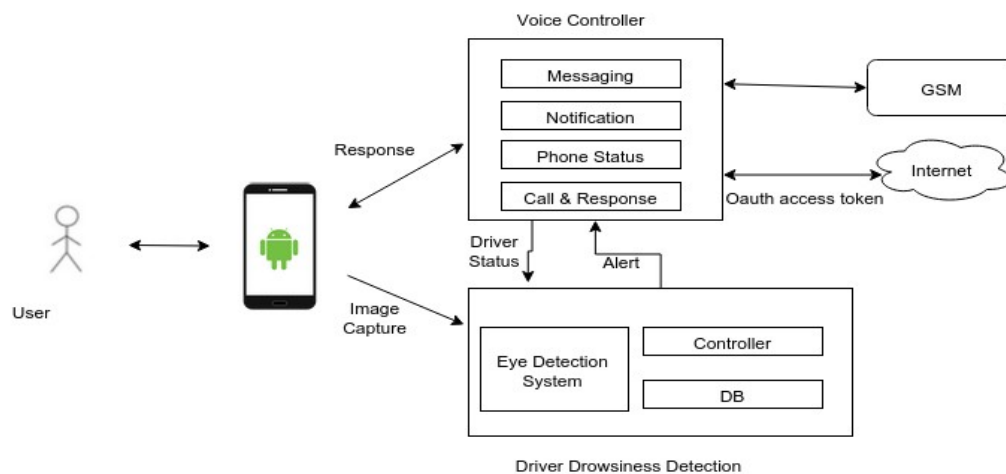 Voice Controller
Messaging
Notification
Phone Status
Call & Response
GSM
Internet
Oauth access token
Response
User
Driver
Status
Alert
Image
Capture
Eye Detection
System
Controller
DB
Driver Drowsiness Detection